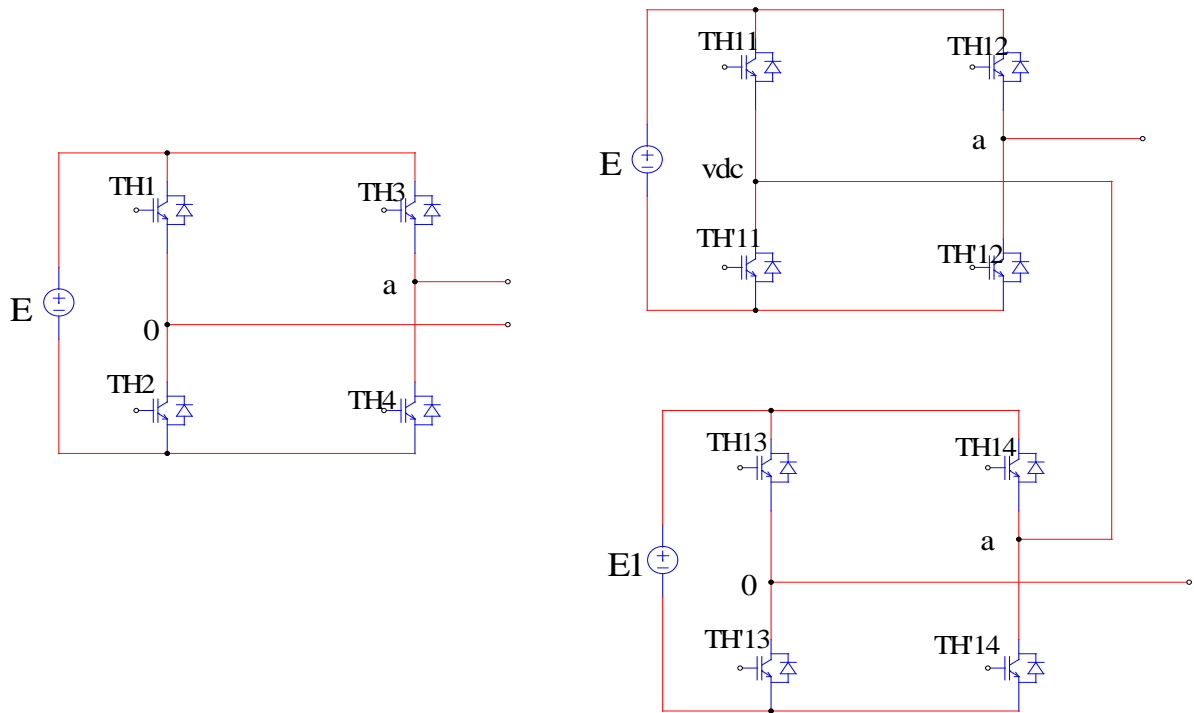 TH1
TH3
E
a
0
TH2
TH4
TH11
TH12
E
vdc
a
TH'11
TH'12
TH13
TH14
E1
a
0
TH'13
TH'14